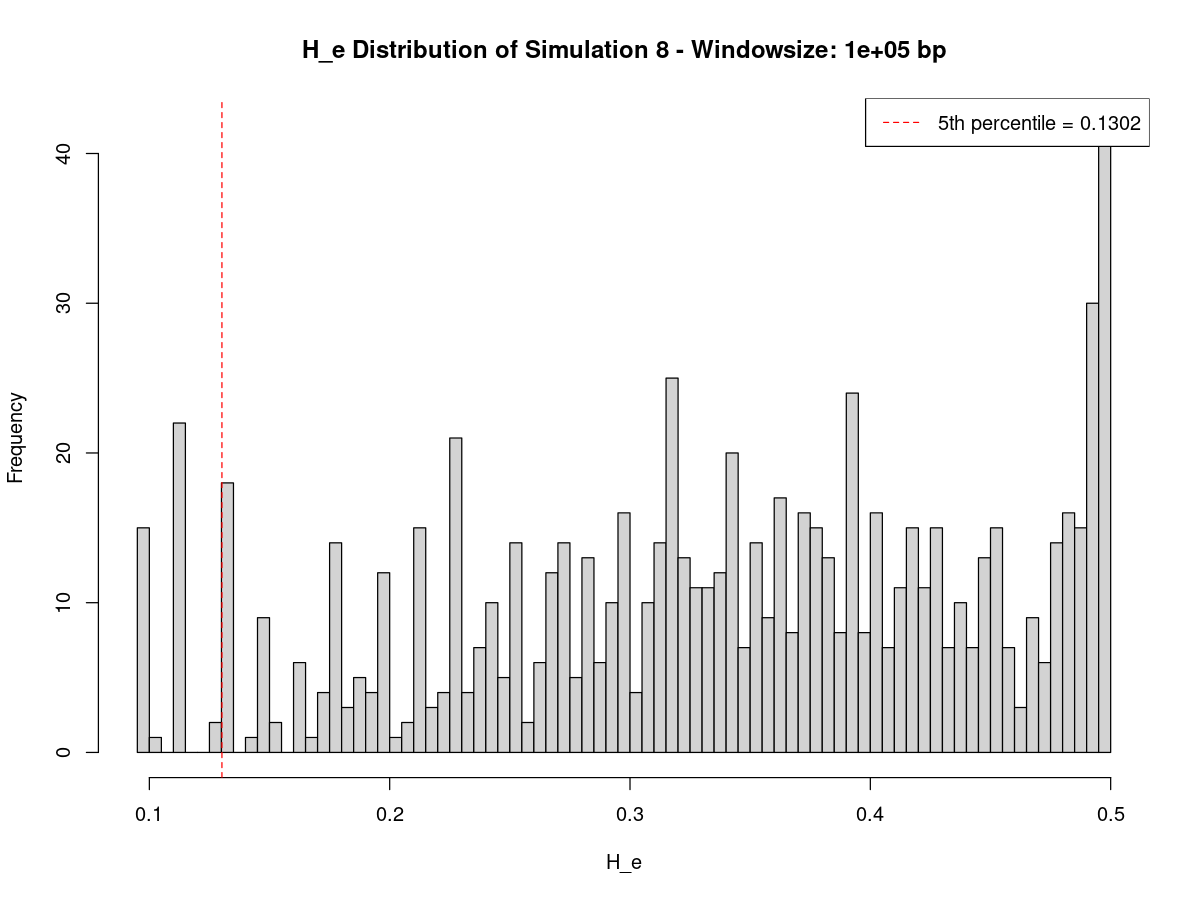 H_e Distribution of Simulation 8 - Windowsize: 1e+05 bp
5th percentile = 0.1302
Frequency
40
30
20
10
0
0.1 0.2 0.3 0.4 0.5
H_e